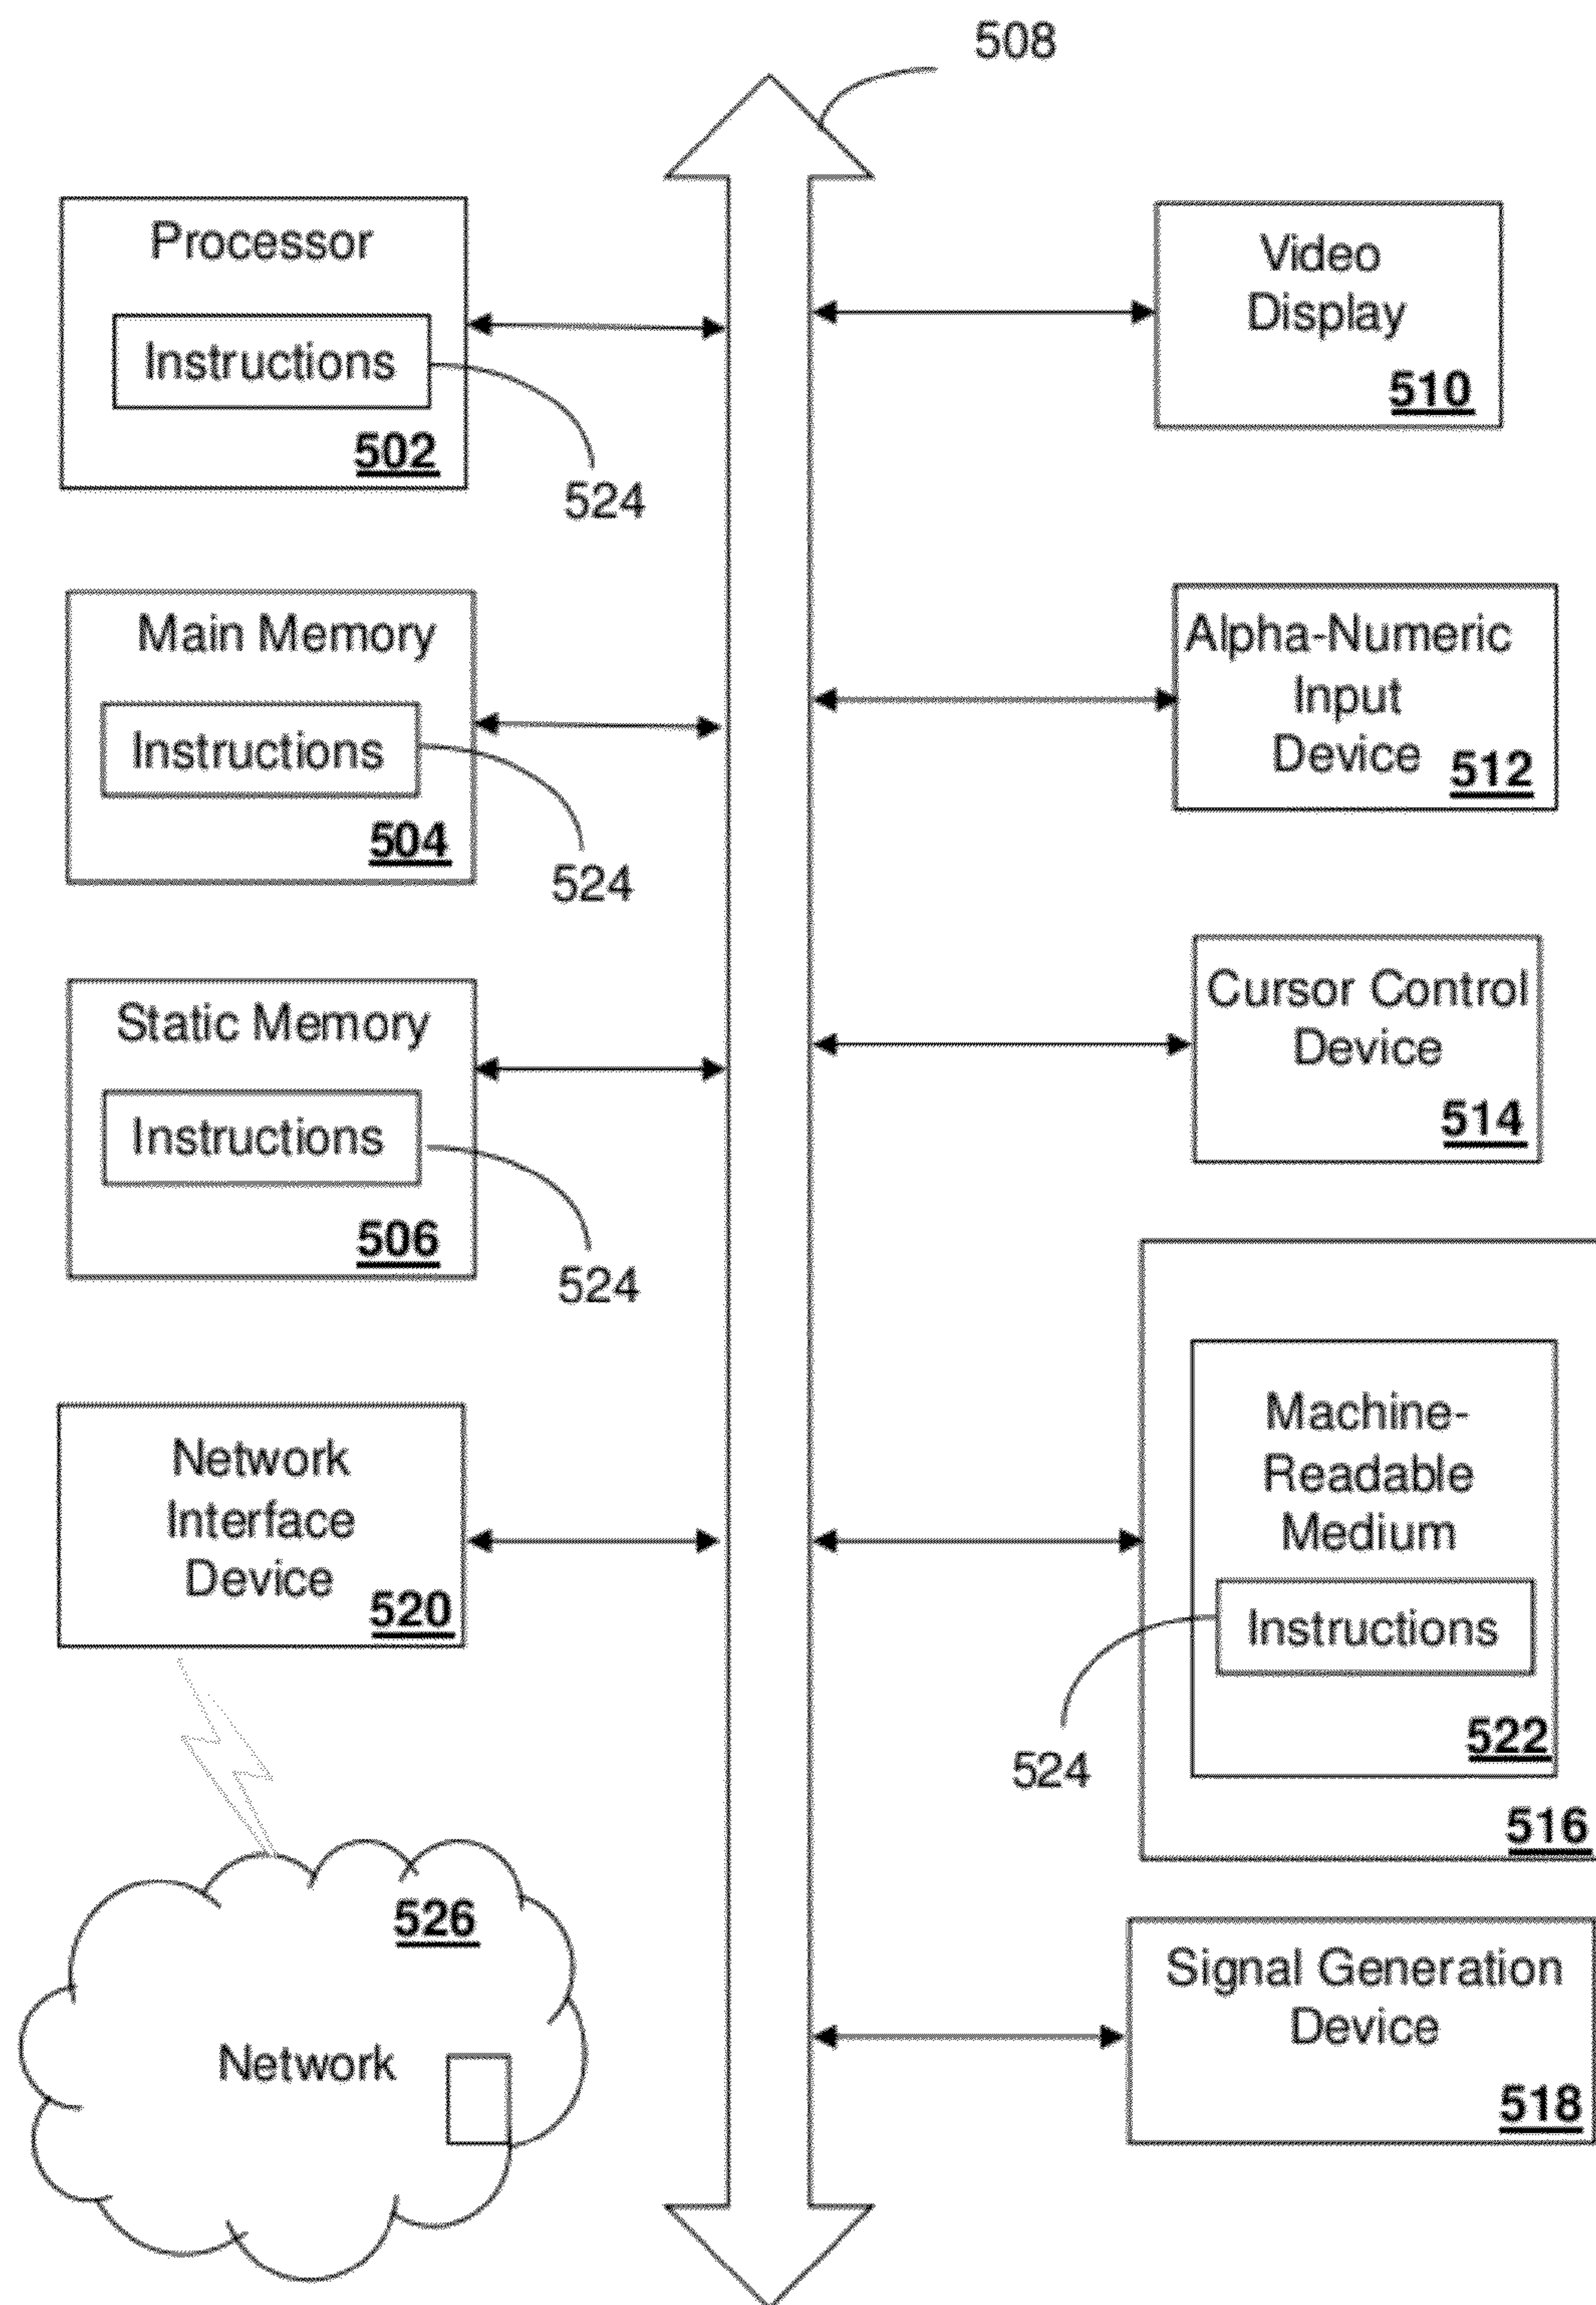 508
Processor
Instructions
502
524
Main Memory
Instructions
504
524
Static Memory
Instructions
506
524
Network
Interface
Device
520
526
Network
Video
Display
510
Alpha-Numeric
Input
Device
512
Cursor Control
Device
514
Machine-
Readable
Medium
Instructions
522
524
516
Signal Generation
Device
518